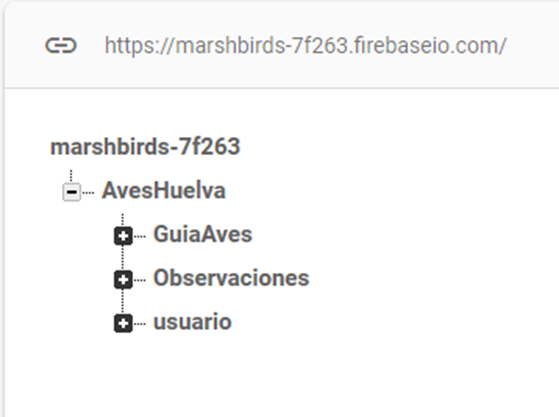 https://marshbirds-7f263.firebaseio.com/
marshbirds-7f263
AvesHuelva
GuiaAves
Observaciones
usuario